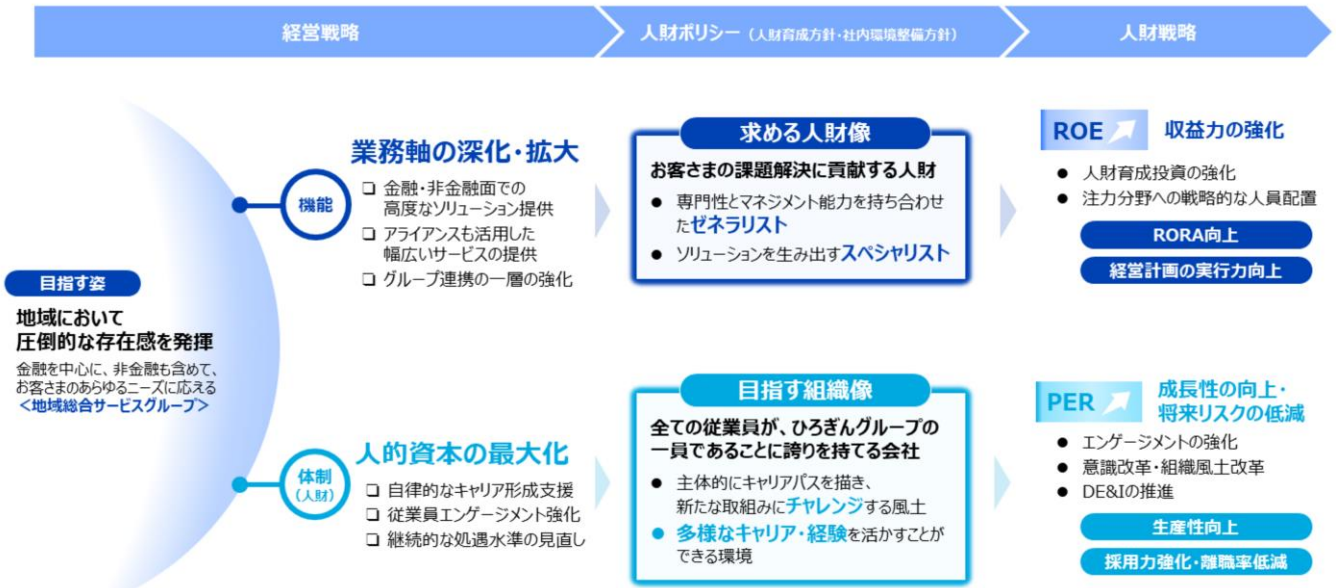 経営戦略
人財ポリシー（人財育成方針・社内環境整備方針）
人財戦略
目指す姿
地域において
圧倒的な存在感を発揮
金融を中心に、非金融も含めて、
お客さまのあらゆるニーズに応える
＜地域総合サービスグループ＞
機能
業務軸の深化・拡大
❏ 金融・非金融面での
高度なソリューション提供
❏ アライアンスも活用した
幅広いサービスの提供
❏ グループ連携の一層の強化
求める人財像
お客さまの課題解決に貢献する人財
● 専門性とマネジメント能力を持ち合わせ
たゼネラリスト
● ソリューションを生み出すスペシャリスト
ROE
収益力の強化
● 人財育成投資の強化
● 注力分野への戦略的な人員配置
RORA向上
経営計画の実行力向上
体制
（人財）
人的資本の最大化
❏ 自律的なキャリア形成支援
❏ 従業員エンゲージメント強化
❏ 継続的な処遇水準の見直し
目指す組織像
全ての従業員が、ひろぎんグループの
一員であることに誇りを持てる会社
● 主体的にキャリアパスを描き、
新たな取組みにチャレンジする風土
● 多様なキャリア・経験を活かすことが
できる環境
PER
成長性の向上・
将来リスクの低減
● エンゲージメントの強化
● 意識改革・組織風土改革
● DE&Iの推進
生産性向上
採用力強化・離職率低減